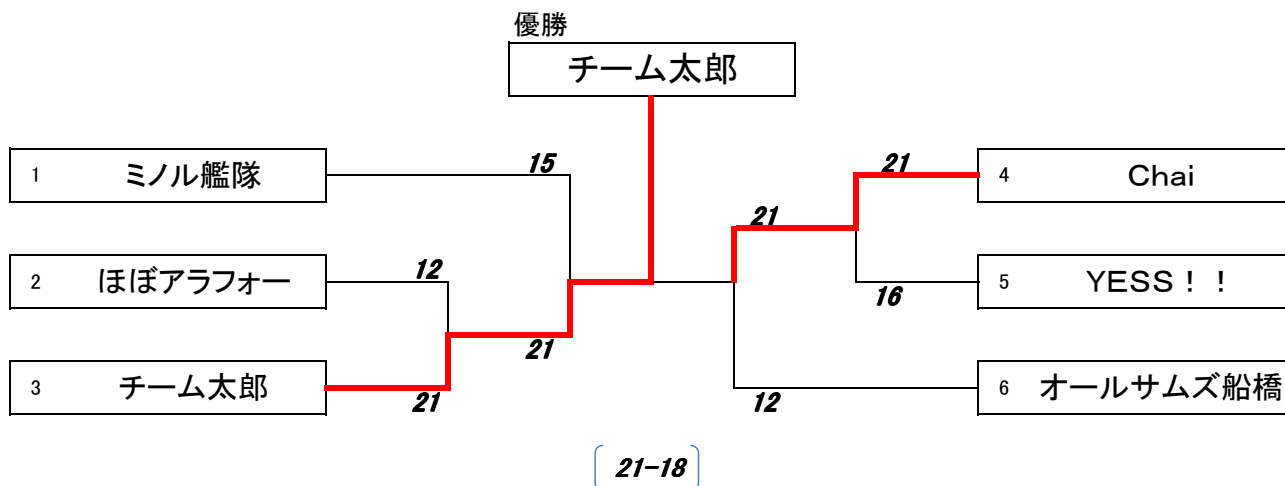 優勝
チーム太郎
1 ミノル艦隊
15
21
4 Chai
21
2 ほぼアラフォー
12
5 YESS！！
16
21
3 チーム太郎
21
12
6 オールサムズ船橋
21-18